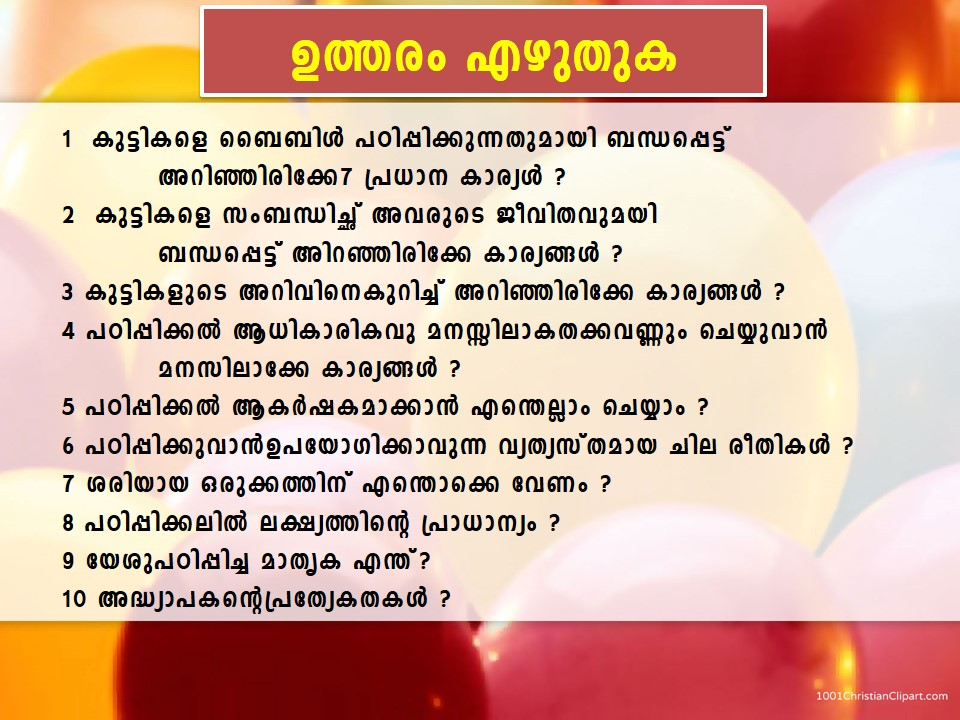 ഉത്തരം എഴുതുക
1 കുട്ടികളെ ബൈബിൾ പഠിപ്പിക്കുന്നതുമായി ബന്ധപ്പെട്ട്
അറിഞ്ഞിരിക്കേ7 പ്രധാന കാര്യൾ ?
2 കുട്ടികളെ സംബന്ധിച്ച് അവരുടെ ജീവിതവുമയി
ബന്ധപ്പെട്ട് അിറഞ്ഞിരിക്കേ കാര്യങ്ങൾ ?
3 കുട്ടികളുടെ അറിവിനെകുറിച്ച് അറിഞ്ഞിരിക്കേ കാര്യങ്ങൾ ?
4 പഠിപ്പിക്കൽ ആധികാരികവു മനസ്സിലാകതക്കവണ്ണും ചെയ്യുവാൻ
മനസിലാക്കേ കാര്യങ്ങൾ ?
5 പഠിപ്പിക്കൽ ആകർഷകമാക്കാൻ എന്തെല്ലാം ചെയ്യാം ?
6 പഠിപ്പിക്കുവാൻഉപയോഗിക്കാവുന്ന വ്യത്യസ്തമായ ചില രീതികൾ ?
7 ശരിയായ ഒരുക്കത്തിന് എന്തൊക്കെ വേണം ?
8 പഠിപ്പിക്കലിൽ ലക്ഷ്യത്തിന്റെ പ്രാധാന്യം ?
9 യേശുപഠിപ്പിച്ച മാതൃക എന്ത്?
10 അദ്ധ്യാപകന്റെപ്രത്യേകതകൾ ?
1001ChristianClipart.com